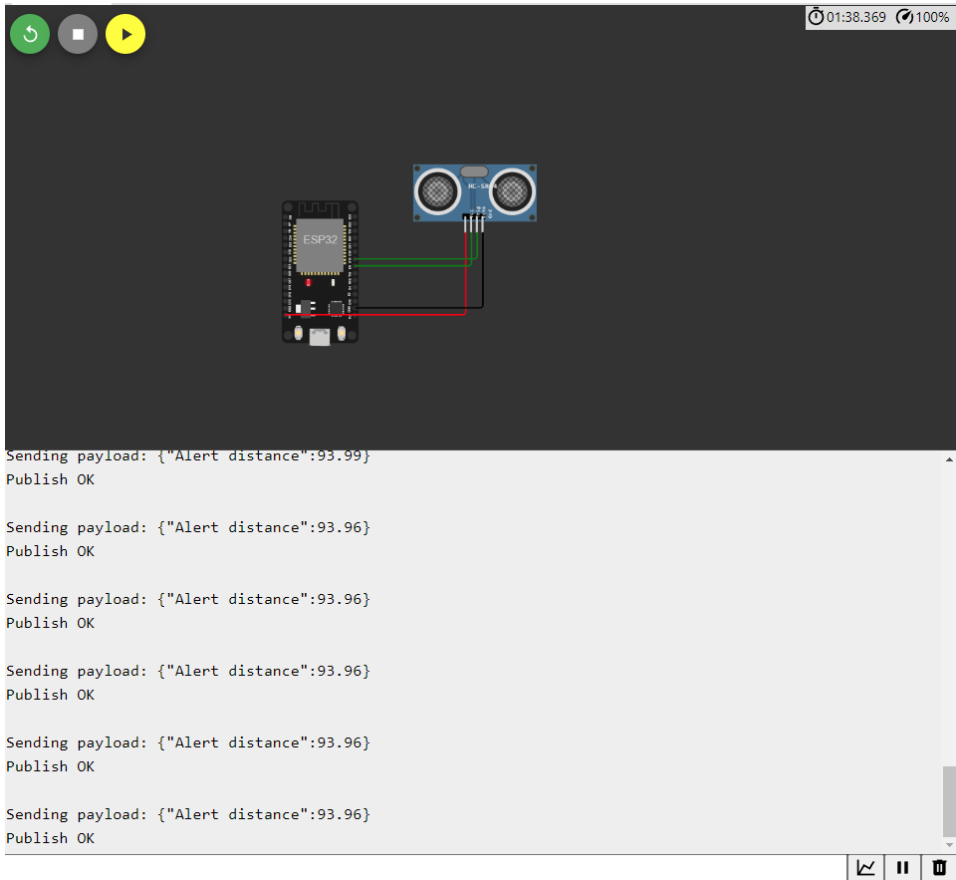 01:38.369 100%
HC-SR04
ESP32
Sending payload: {"Alert distance":93.99}
Publish OK
Sending payload: {"Alert distance":93.96}
Publish OK
Sending payload: {"Alert distance":93.96}
Publish OK
Sending payload: {"Alert distance":93.96}
Publish OK
Sending payload: {"Alert distance":93.96}
Publish OK
Sending payload: {"Alert distance":93.96}
Publish OK